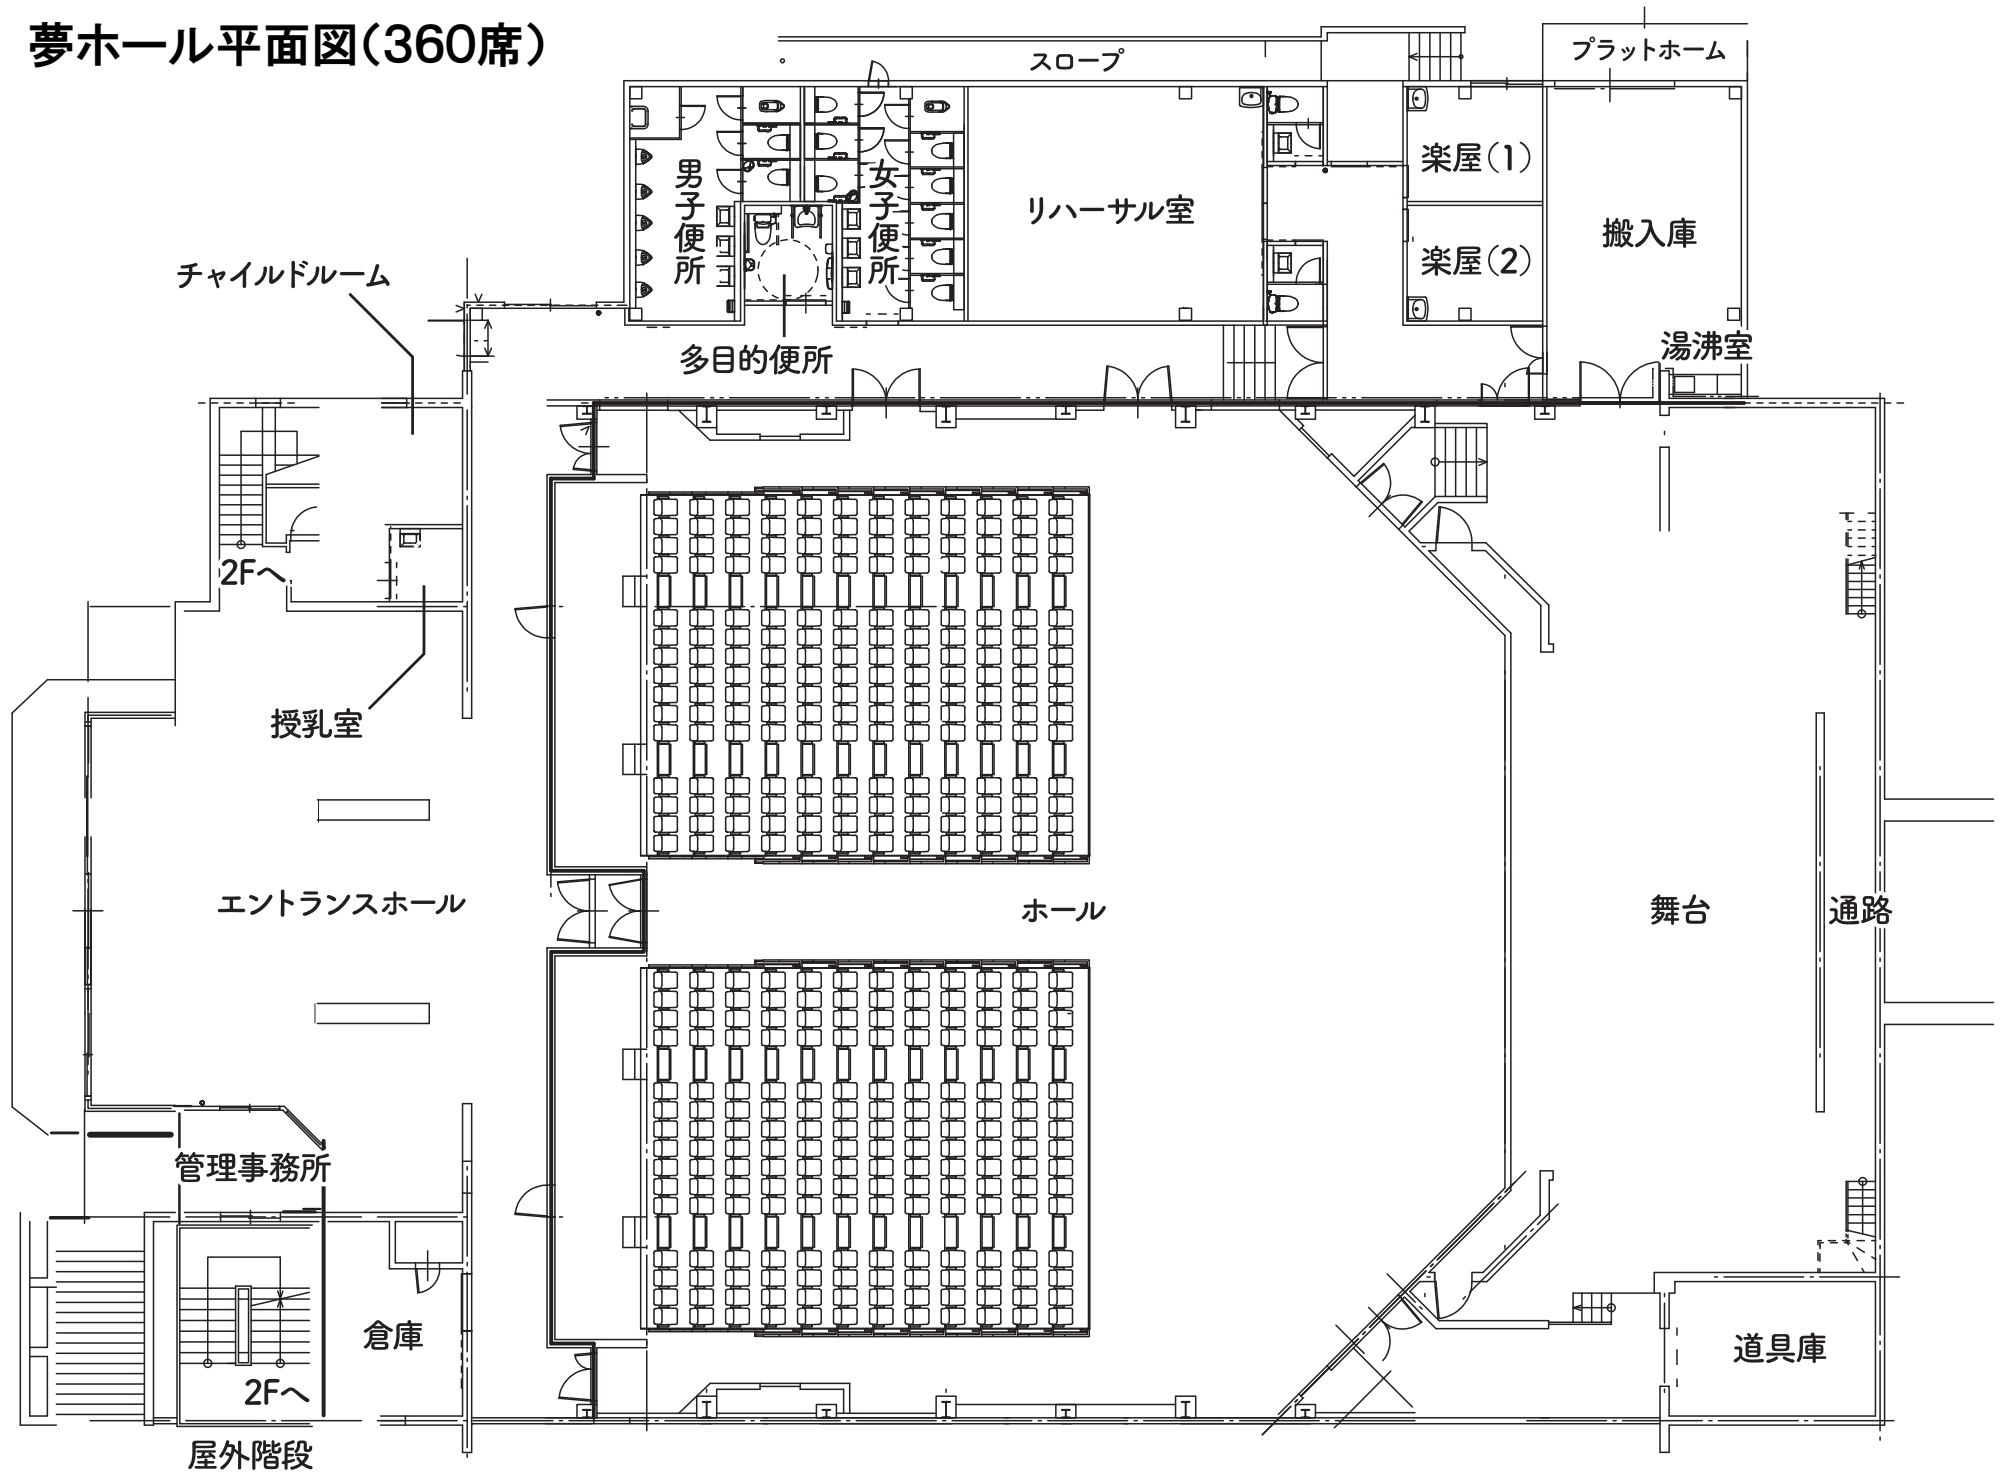 夢ホール平面図(360席)
スロープ
プラットホーム
男子便所
女子便所
リハーサル室
楽屋(1)
楽屋(2)
搬入庫
チャイルドルーム
多目的便所
湯沸室
2Fへ
授乳室
エントランスホール
ホール
舞台
通路
管理事務所
倉庫
道具庫
2Fへ
屋外階段